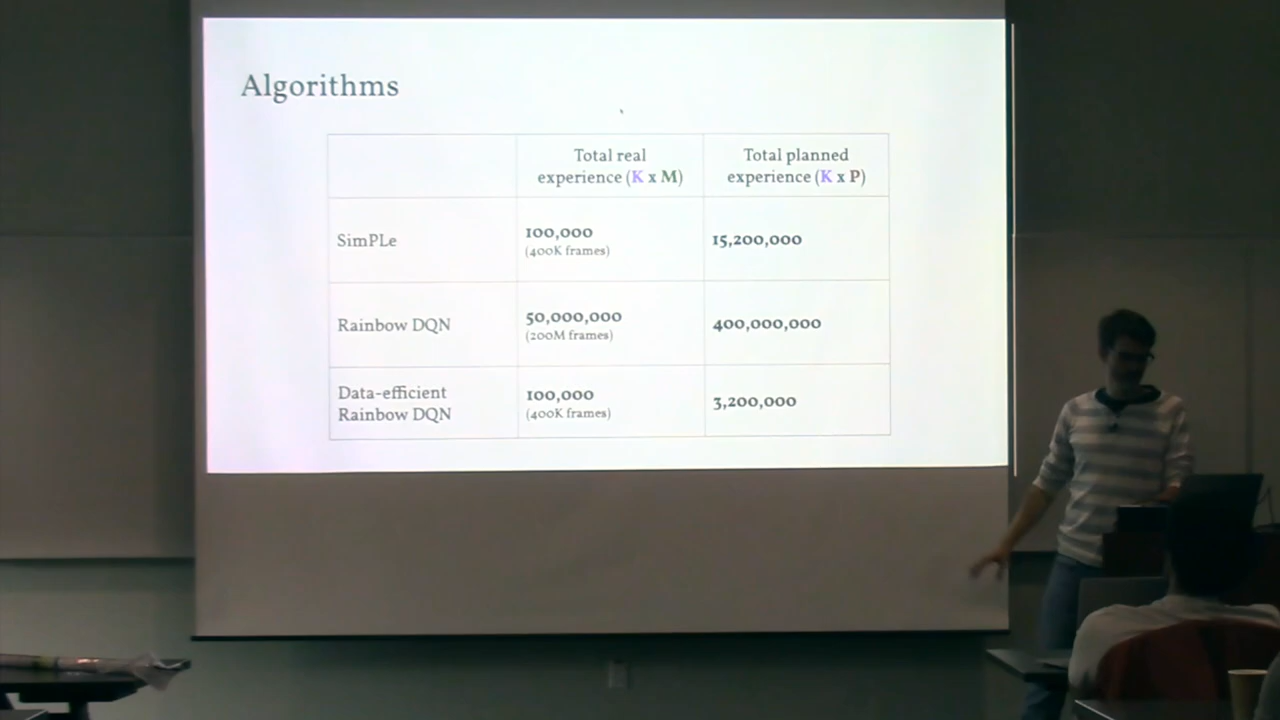 Algorithms
Total real
experience (K x M)
Total planned
experience (K x P)
SimPLe
100,000
(400K frames)
15,200,000
Rainbow DQN
50,000,000
(200M frames)
400,000,000
Data-efficient
Rainbow DQN
100,000
(400K frames)
3,200,000